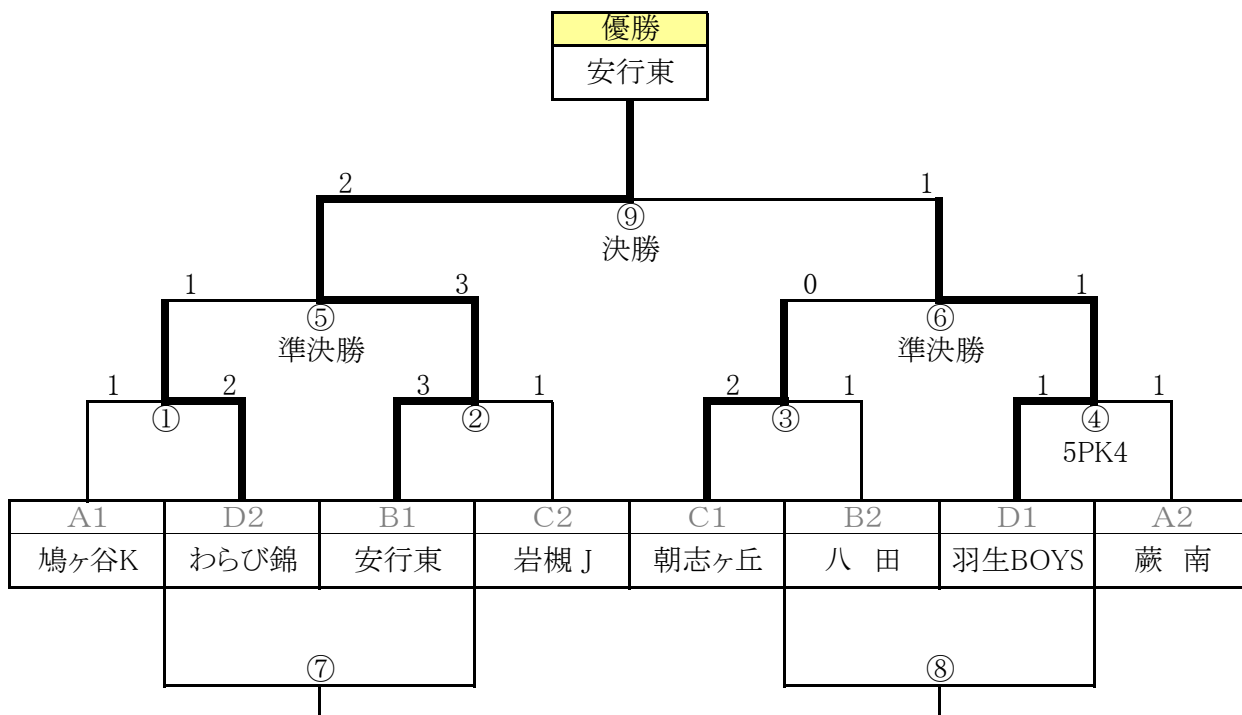 優勝
安行東
2 1
⑨
決勝
1 3 0 1
⑤ ⑥
準決勝 準決勝
1 2 3 1 2 1 1 1
① ② ③ ④
5PK4
A1 D2 B1 C2 C1 B2 D1 A2
鳩ヶ谷K わらび錦 安行東 岩槻J 朝志ヶ丘 八 田 羽生BOYS 蕨 南
⑦ ⑧